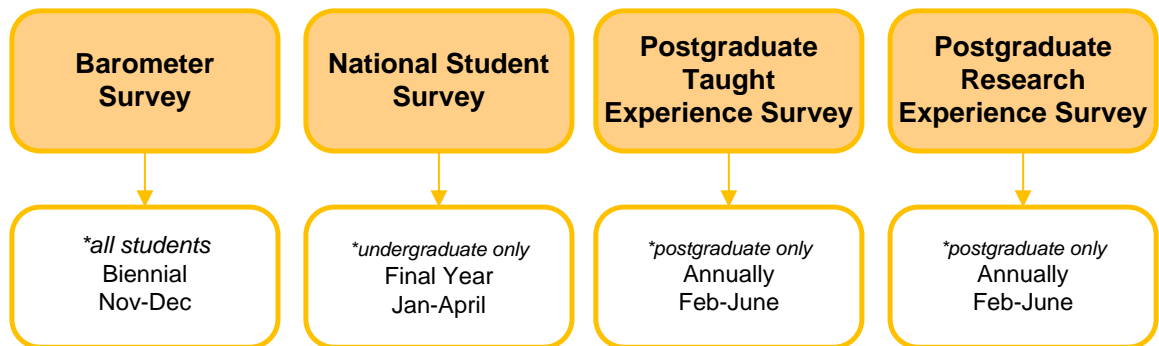 Barometer
Survey
National Student
Survey
Postgraduate
Taught
Experience Survey
Postgraduate
Research
Experience Survey
*all students
Biennial
Nov-Dec
*undergraduate only
Final Year
Jan-April
*postgraduate only
Annually
Feb-June
*postgraduate only
Annually
Feb-June